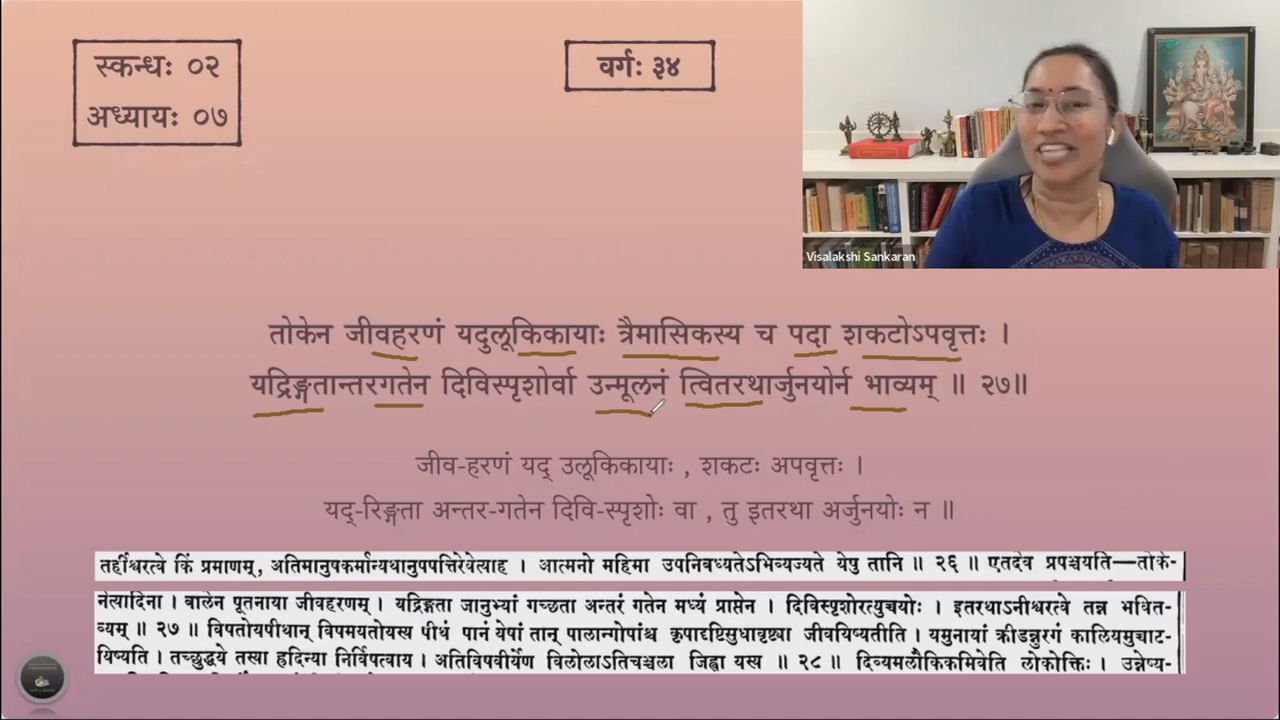 स्कन्धः ०२
अध्यायः ०७
वर्गः ३४
Visalakshi Sankaran
तोकेन जीवहरणं यदुलूकिकायाः त्रैमासिकस्य च पदा शकटोऽपवृत्तः ।
यद्रिङ्गतान्तरगतेन दिविस्पृशोर्वा उन्मूलनं त्वितरथार्जुनयोर्न भाव्यम् ॥ २७॥
जीव-हरणं यद् उलूकिकायाः , शकटः अपवृत्तः ।
यद्-रिङ्गता अन्तर-गतेन दिवि-स्पृशोः वा , तु इतरथा अर्जुनयोः न ॥
तर्हीश्वरत्वे किं प्रमाणम्, अतिमानुषकर्मान्यथानुपपत्तिरेवेत्याह । आत्मनो महिमा उपनिबध्यतेऽभिव्यज्यते येषु तानि ॥ २६ ॥ एतदेव प्रपञ्चयति—तोके-
नेत्यादिना । बालेन पूतनाया जीवहरणम् । यद्रिङ्गता जानुभ्यां गच्छता अन्तरं गतेन मध्यं प्राप्तेन । दिविस्पृशोरत्युच्चयोः । इतरथाऽनीश्वरत्वे तन्न भवित-
व्यम् ॥ २७ ॥ विषतोयपीथान् विषमयतोयस्य पीथं पानं येषां तान् पालान्गोपांश्च कृपादृष्टिसुधावृष्ट्या जीवयिष्यतीति । यमुनायां क्रीडन्नुरगं कालियमुच्चाट-
यिष्यति । तच्छुद्धये तस्या ह्रदिन्या निर्विषत्वाय । अतिविषवीर्येण विलोलाऽतिचञ्चला जिह्वा यस्य ॥ २८ ॥ दिव्यमलौकिकमिवेति लोकोक्तिः । उन्नेष्य-